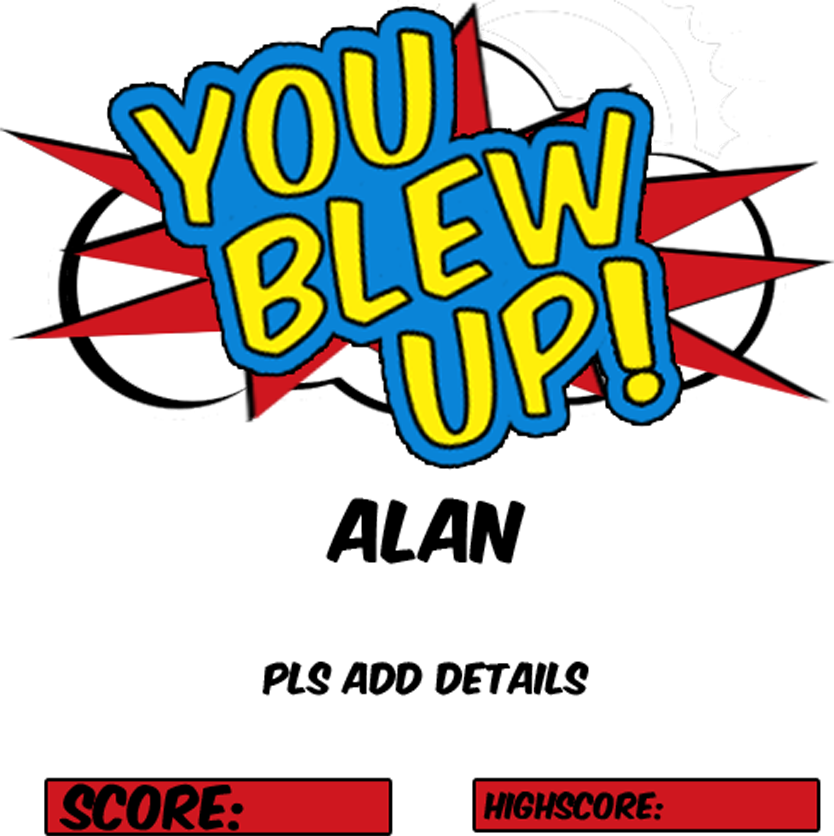 YOU
BLEW
UP!
ALAN
PLS ADD DETAILS
SCORE:
HIGHSCORE: